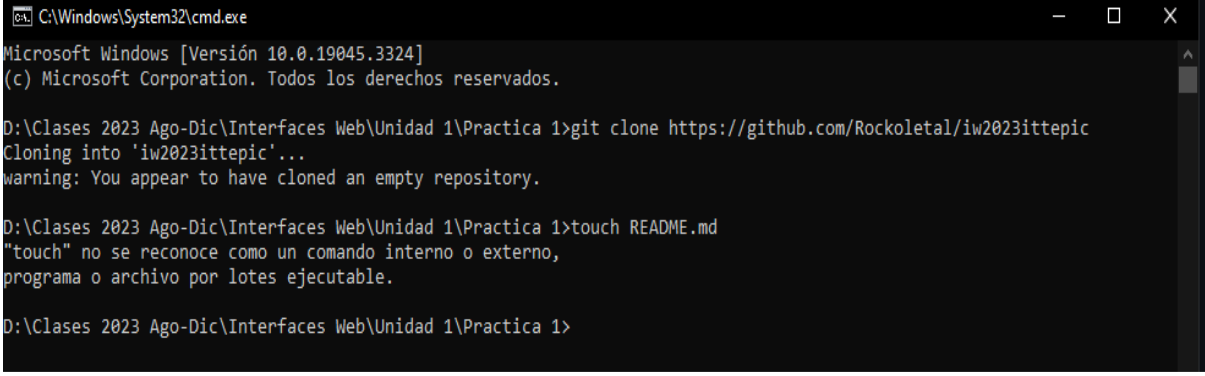 C:\Windows\System32\cmd.exe
Microsoft Windows [Versión 10.0.19045.3324]
(c) Microsoft Corporation. Todos los derechos reservados.
D:\Clases 2023 Ago-Dic\Interfaces Web\Unidad 1\Practica 1>git clone https://github.com/Rockoletal/iw2023ittepic
Cloning into 'iw2023ittepic'...
warning: You appear to have cloned an empty repository.
D:\Clases 2023 Ago-Dic\Interfaces Web\Unidad 1\Practica 1>touch README.md
"touch" no se reconoce como un comando interno o externo,
programa o archivo por lotes ejecutable.
D:\Clases 2023 Ago-Dic\Interfaces Web\Unidad 1\Practica 1>